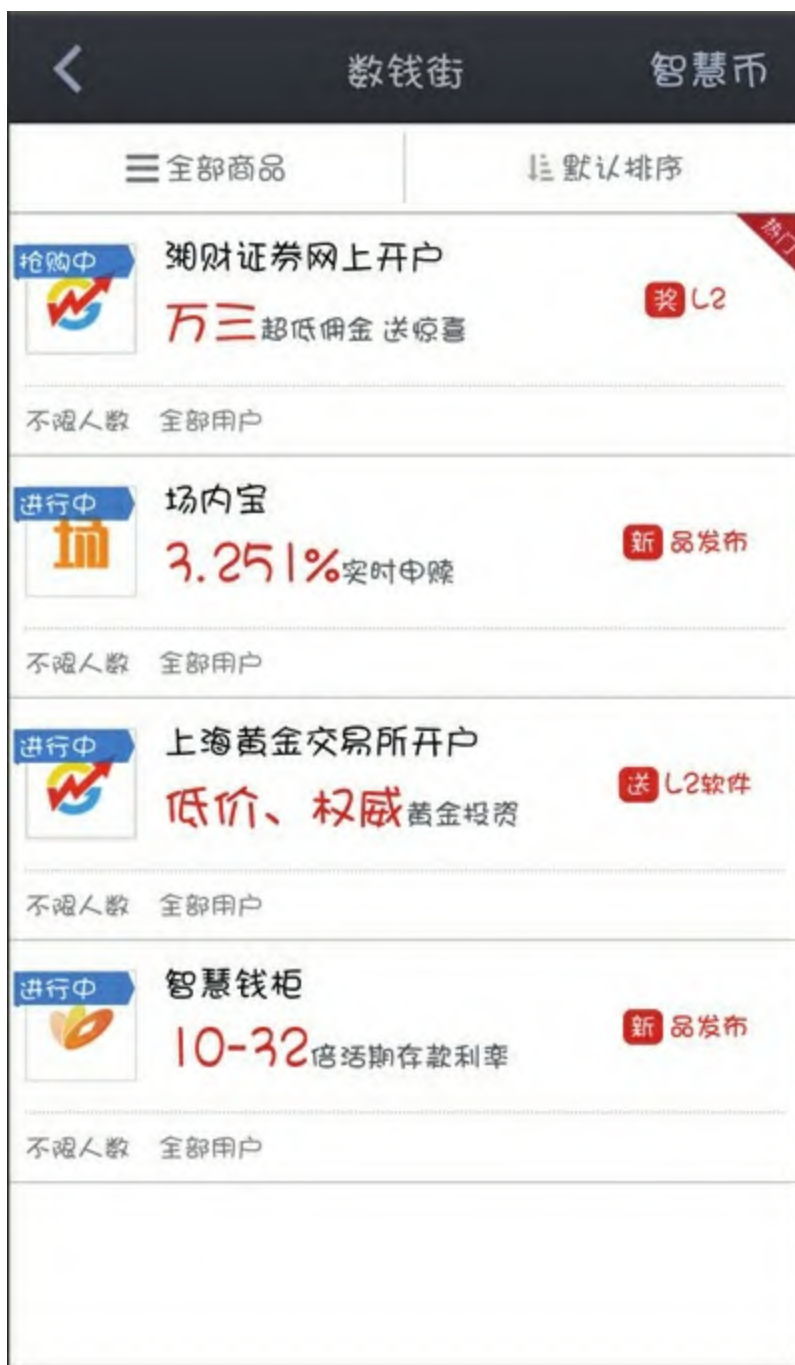 数钱街 智慧币
全部商品 默认排序
热门
抢购中 湘财证券网上开户
万三超低佣金 送惊喜 奖 L2
不限人数 全部用户
进行中 场内宝
场 3.251%实时申赎 新 品发布
不限人数 全部用户
进行中 上海黄金交易所开户
低价、权威黄金投资 送 L2软件
不限人数 全部用户
进行中 智慧钱柜
10-32倍活期存款利率 新 品发布
不限人数 全部用户